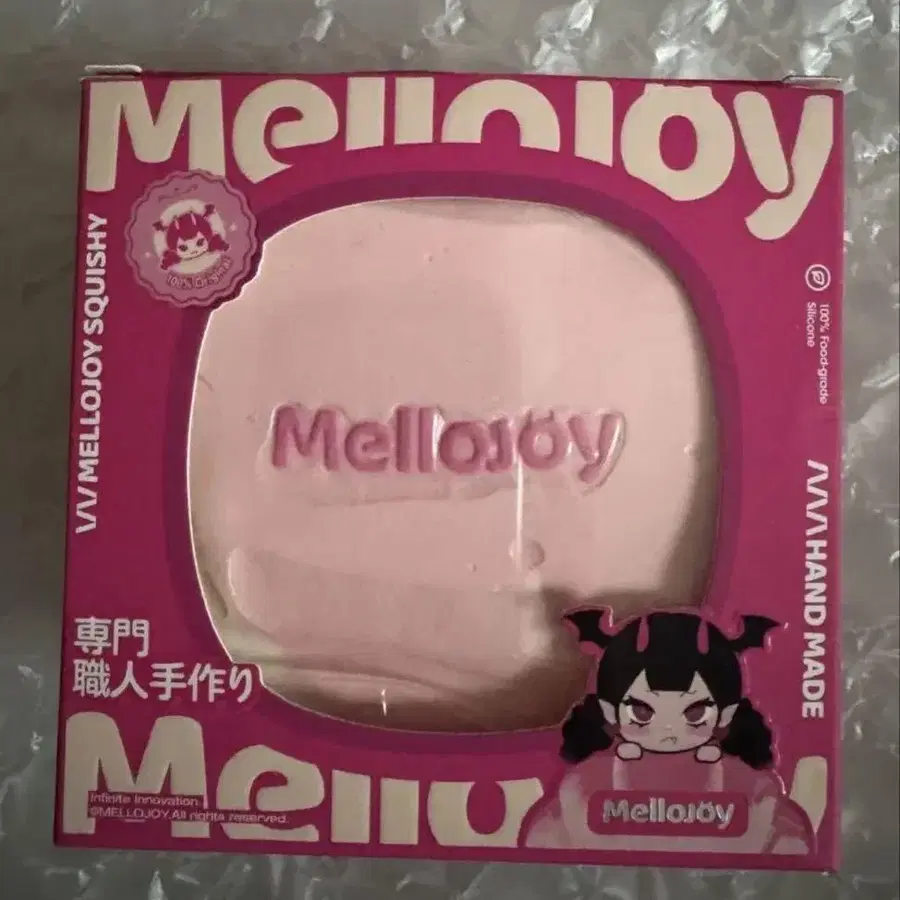 MelloJoy
\/\/\/MELLOJOY SQUISHY
100% Original
100% Food-grade
Silicone
MelloJoy
/\/\/\HAND MADE
専門
職人手作り
Mello
Infinite Innovation
©MELLOJOY.All rights reserved.
MelloJoy